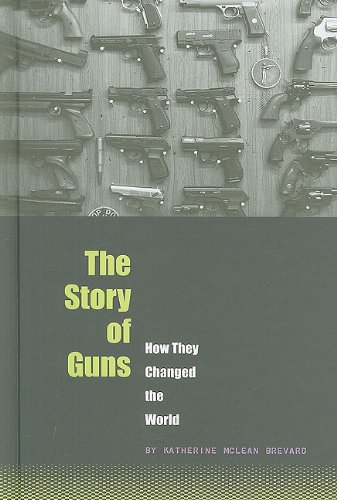 The
Story
of
Guns
How They
Changed
the
World
BY KATHERINE MCLEAN BREVARD